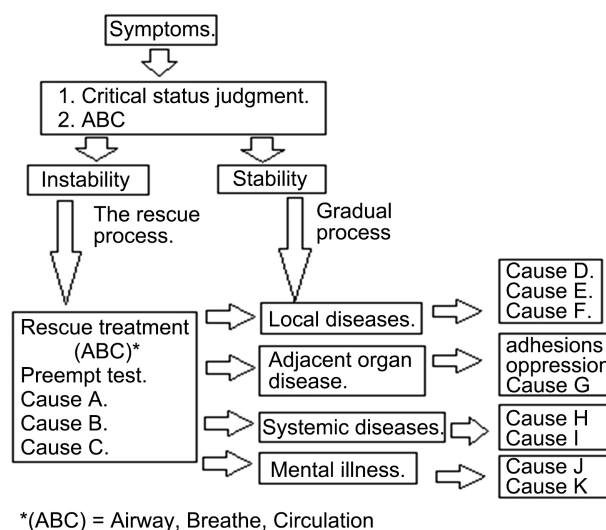 Symptoms.
1. Critical status judgment.
2. ABC
Instability
Stability
The rescue
process.
Gradual
process
Rescue treatment
(ABC)*
Preempt test.
Cause A.
Cause B.
Cause C.
Local diseases.
Adjacent organ
disease.
Systemic diseases.
Mental illness.
Cause D.
Cause E.
Cause F.
adhesions
oppression
Cause G
Cause H
Cause I
Cause J
Cause K
*(ABC) = Airway, Breathe, Circulation